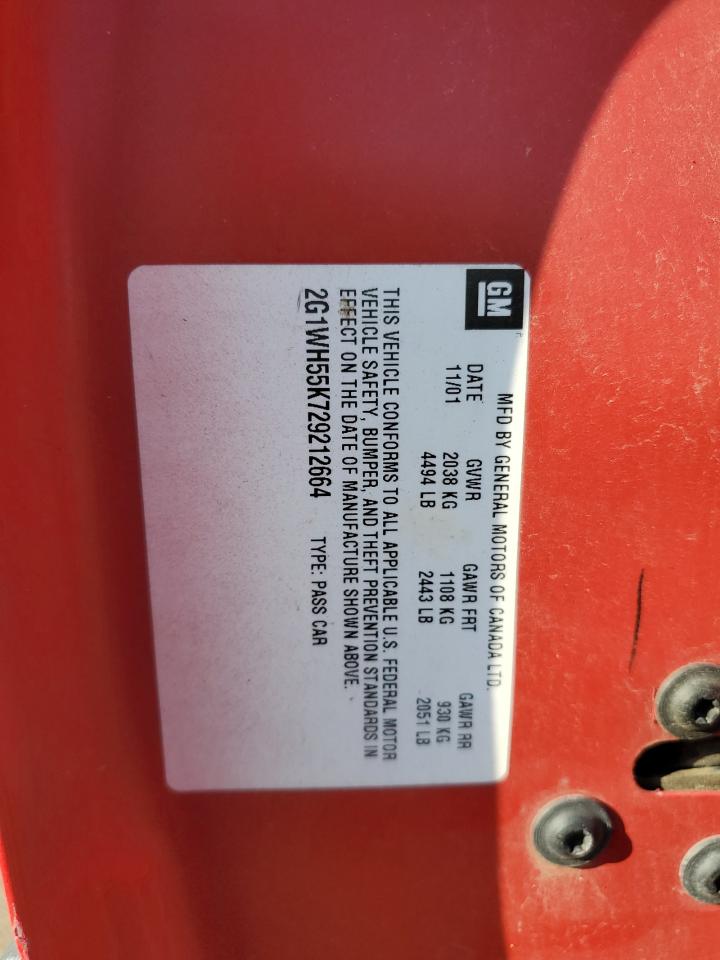 GM
MFD BY GENERAL MOTORS OF CANADA LTD.
DATE GVWR GAWR FRT GAWR RR
11/01 2038 KG 1108 KG 930 KG
4494 LB 2443 LB 2051 LB
THIS VEHICLE CONFORMS TO ALL APPLICABLE U.S. FEDERAL MOTOR
VEHICLE SAFETY, BUMPER, AND THEFT PREVENTION STANDARDS IN
EFFECT ON THE DATE OF MANUFACTURE SHOWN ABOVE.
2G1WH55K729212664 TYPE: PASS CAR